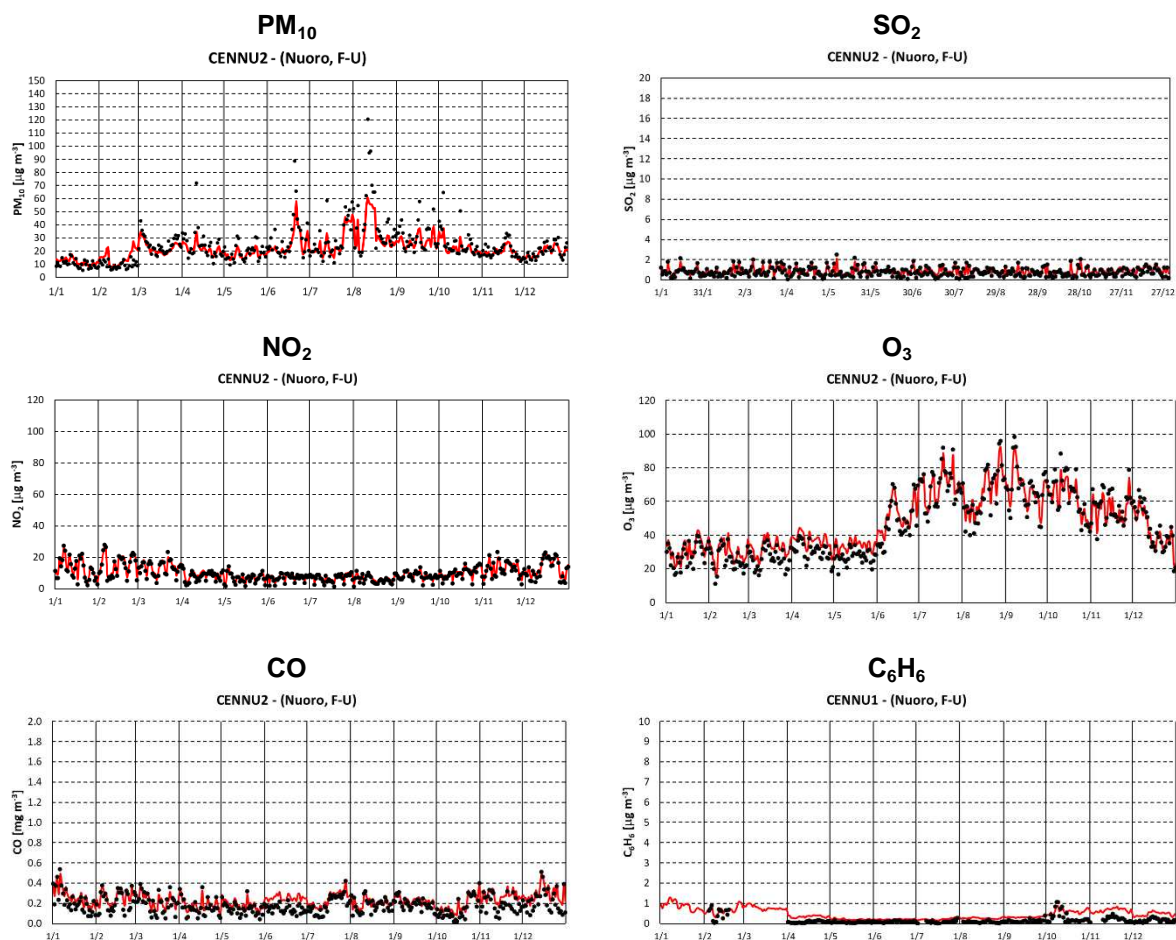 PM₁₀
CENNU2 - (Nuoro, F-U)
PM₁₀ [µg m⁻³]
150
140
130
120
110
100
90
80
70
60
50
40
30
20
10
0
1/1 1/2 1/3 1/4 1/5 1/6 1/7 1/8 1/9 1/10 1/11 1/12
SO₂
CENNU2 - (Nuoro, F-U)
SO₂ [µg m⁻³]
20
18
16
14
12
10
8
6
4
2
0
1/1 31/1 2/3 1/4 1/5 31/5 30/6 30/7 29/8 28/9 28/10 27/11 27/12
NO₂
CENNU2 - (Nuoro, F-U)
NO₂ [µg m⁻³]
120
100
80
60
40
20
0
1/1 1/2 1/3 1/4 1/5 1/6 1/7 1/8 1/9 1/10 1/11 1/12
O₃
CENNU2 - (Nuoro, F-U)
O₃ [µg m⁻³]
120
100
80
60
40
20
0
1/1 1/2 1/3 1/4 1/5 1/6 1/7 1/8 1/9 1/10 1/11 1/12
CO
CENNU2 - (Nuoro, F-U)
CO [mg m⁻³]
2.0
1.8
1.6
1.4
1.2
1.0
0.8
0.6
0.4
0.2
0.0
1/1 1/2 1/3 1/4 1/5 1/6 1/7 1/8 1/9 1/10 1/11 1/12
C₆H₆
CENNU1 - (Nuoro, F-U)
C₆H₆ [µg m⁻³]
10
9
8
7
6
5
4
3
2
1
0
1/1 1/2 1/3 1/4 1/5 1/6 1/7 1/8 1/9 1/10 1/11 1/12